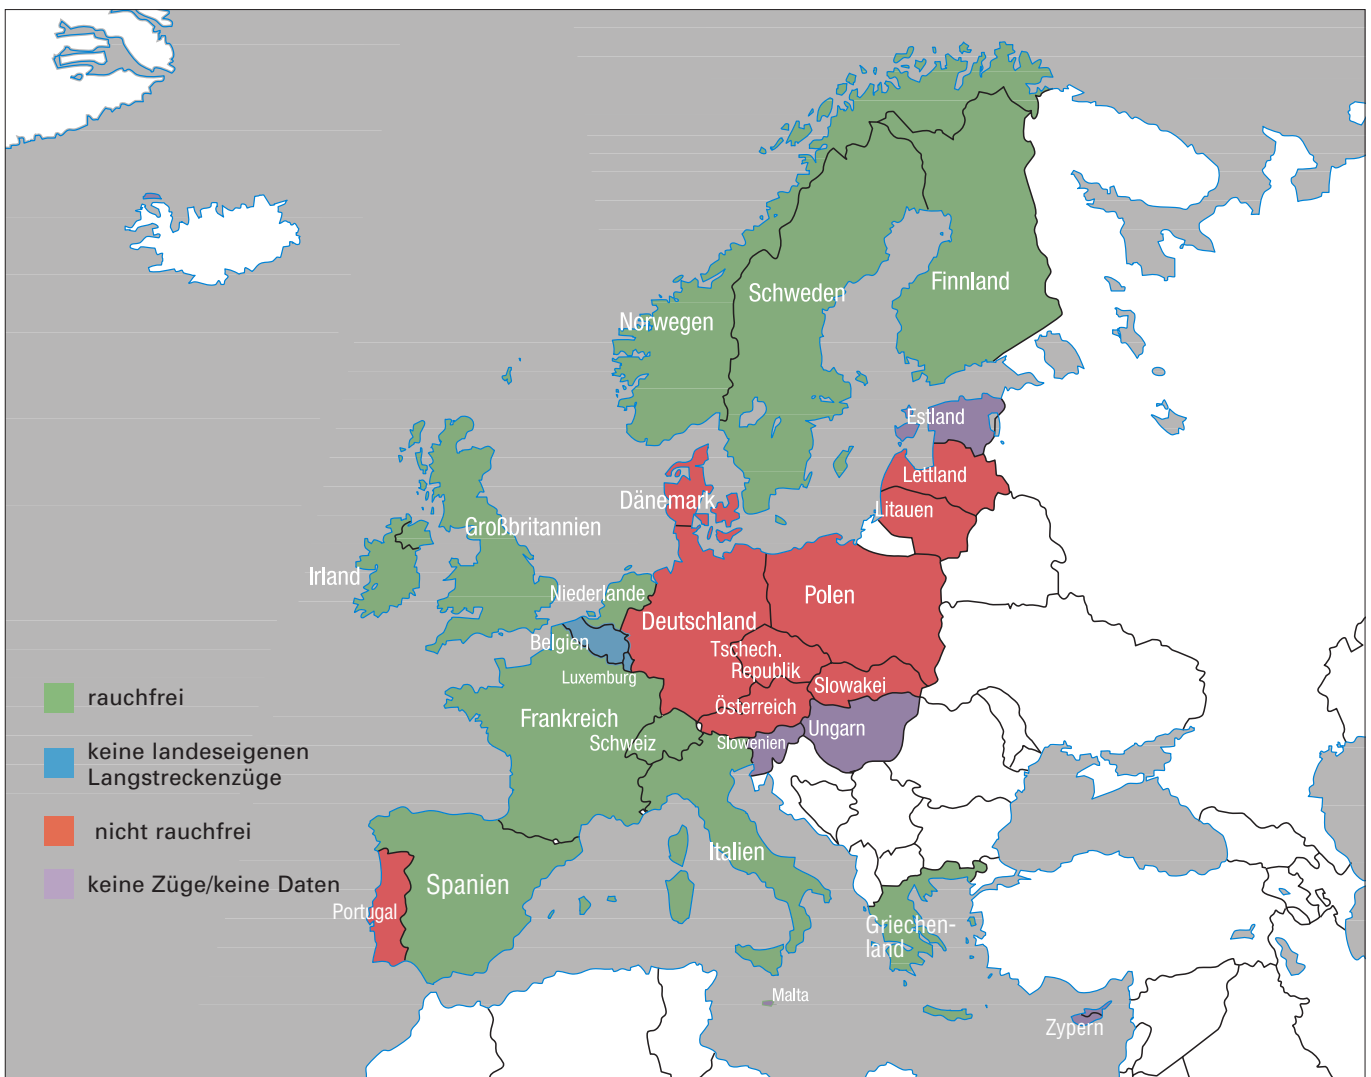 Finnland
Schweden
Norwegen
Estland
Lettland
Dänemark
Litauen
Großbritannien
Irland
Niederlande
Polen
Deutschland
Belgien
Tschech.
Republik
Luxemburg
Slowakei
rauchfrei
Österreich
Frankreich
Ungarn
Schweiz
Slowenien
keine landeseigenen
Langstreckenzüge
nicht rauchfrei
Italien
keine Züge/keine Daten
Spanien
Portugal
Griechen-
land
Malta
Zypern